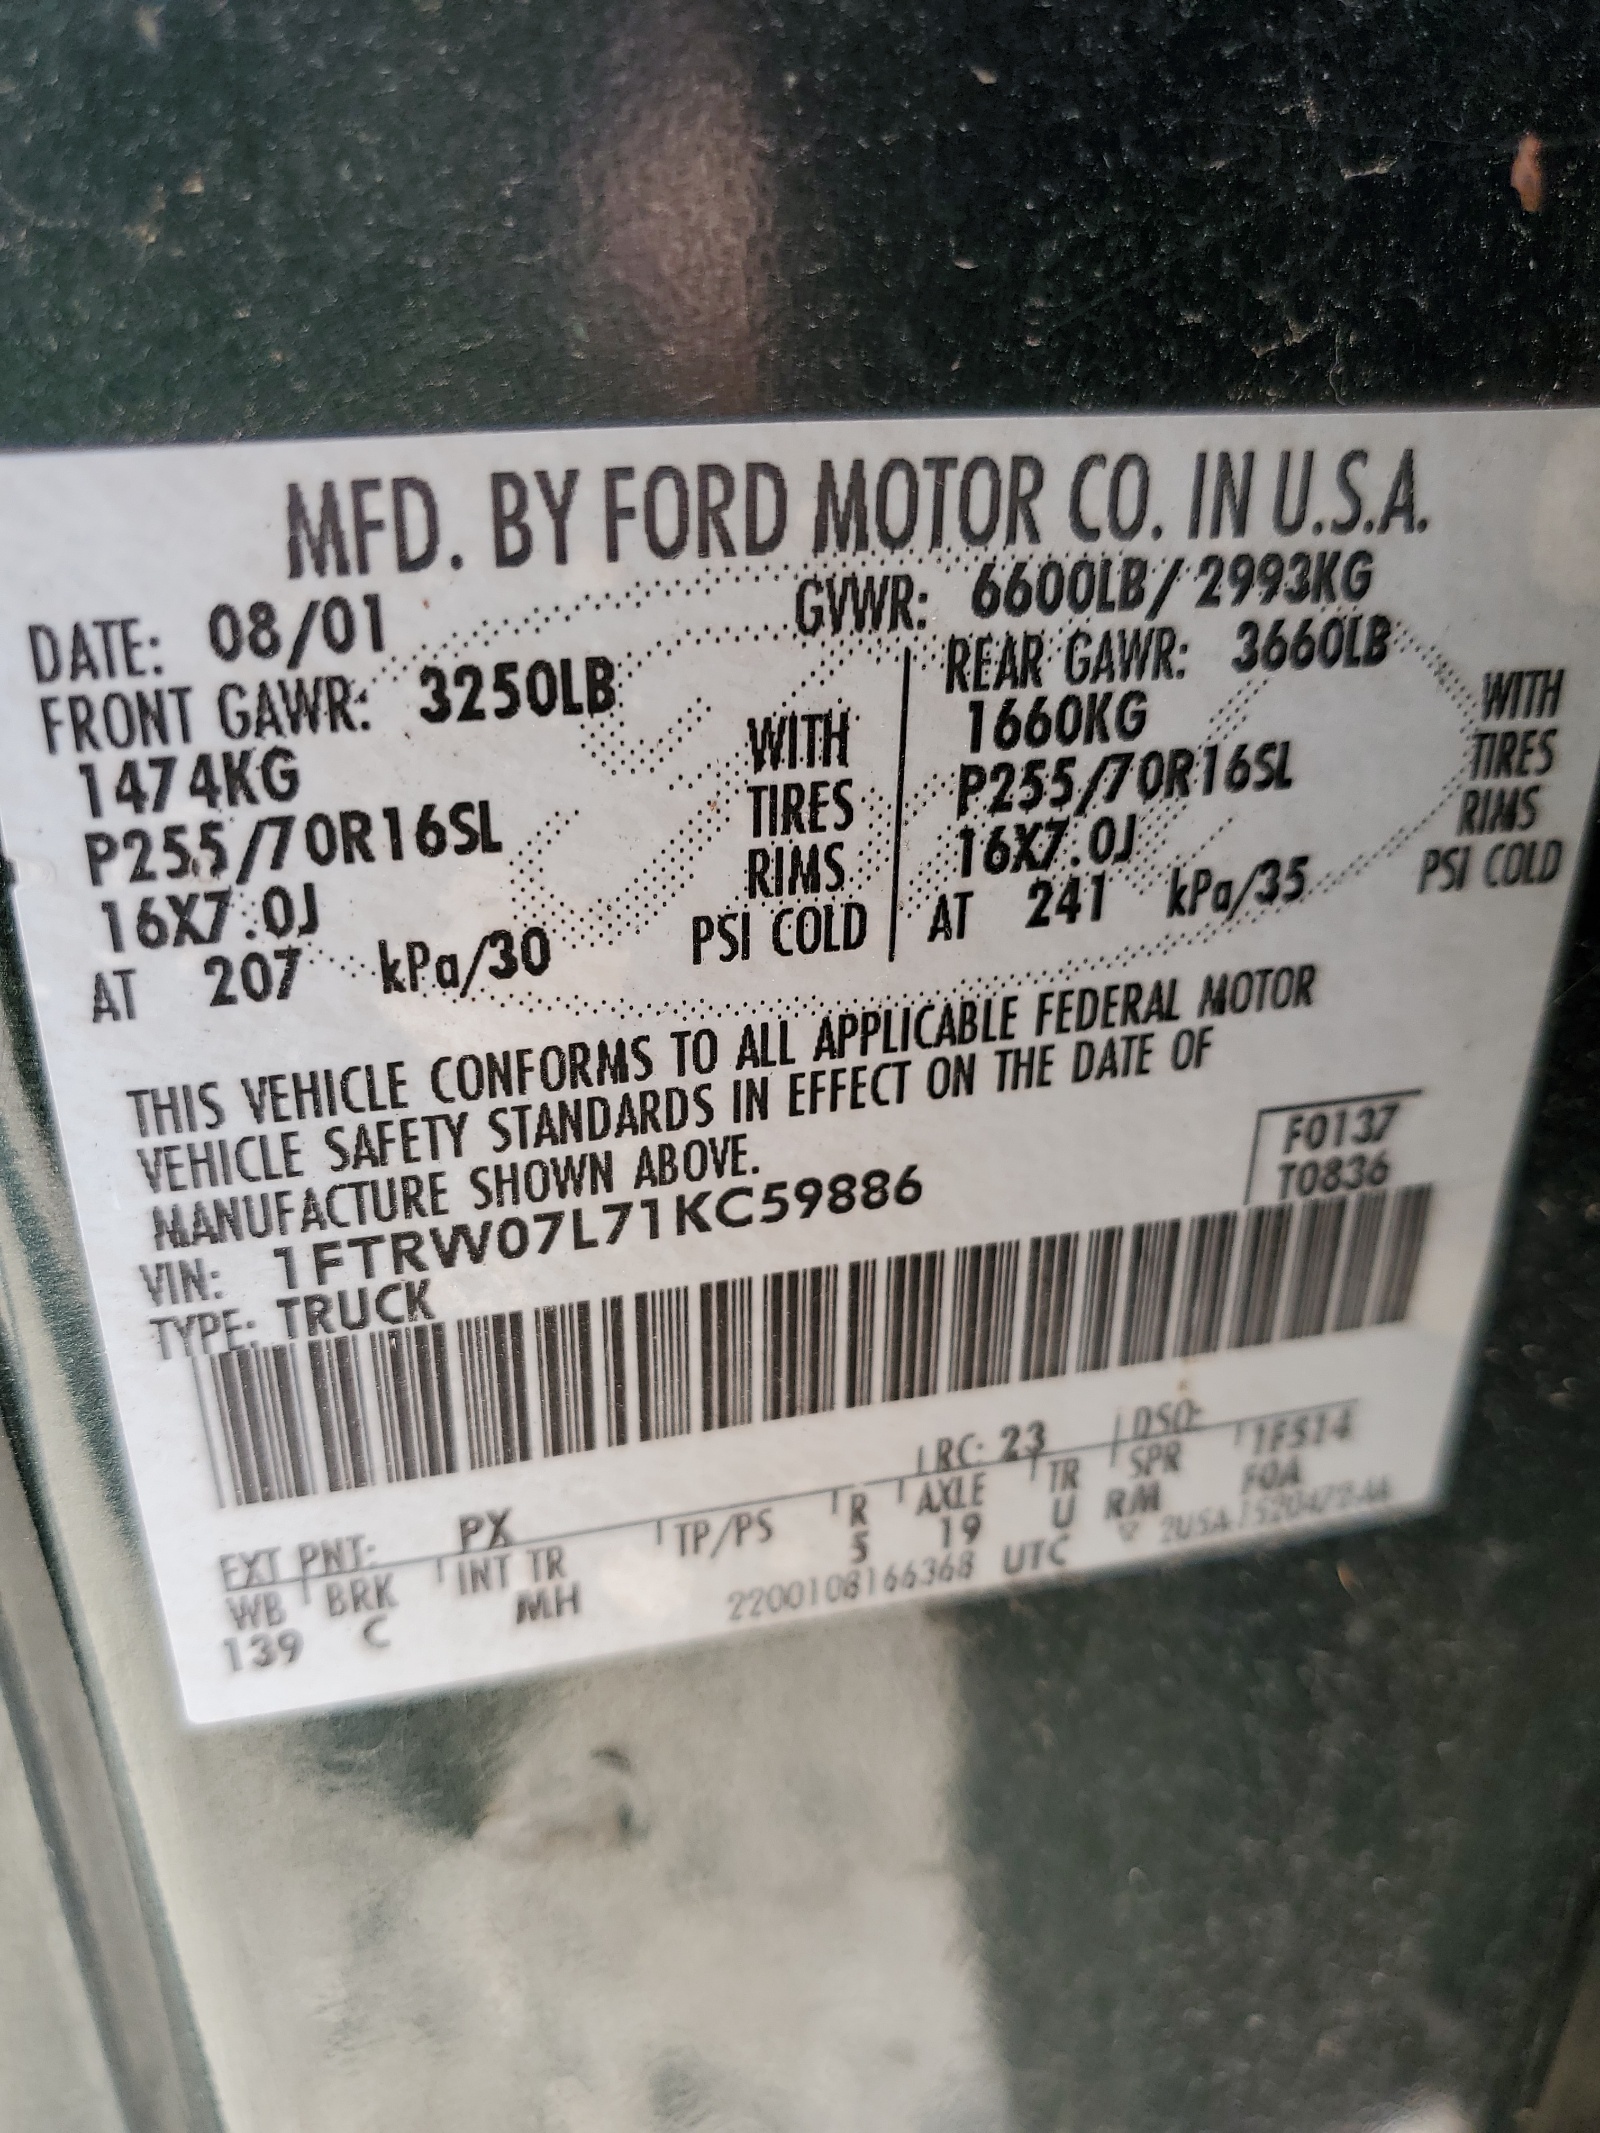 MFD. BY FORD MOTOR CO. IN U.S.A.
DATE: 08/01 GVWR: 6600LB/ 2993KG
FRONT GAWR: 3250LB REAR GAWR: 3660LB
1474KG WITH 1660KG WITH
P255/70R16SL TIRES P255/70R16SL TIRES
16X7.0J RIMS 16X7.0J RIMS
AT 207 kPa/30 PSI COLD AT 241 kPa/35 PSI COLD
THIS VEHICLE CONFORMS TO ALL APPLICABLE FEDERAL MOTOR
VEHICLE SAFETY STANDARDS IN EFFECT ON THE DATE OF
MANUFACTURE SHOWN ABOVE.
F0137
T0836
VIN: 1FTRW07L71KC59886
TYPE: TRUCK
EXT PNT: PX RC: 23 DSO: 1F514
WB BRK INT TR TP/PS R AXLE TR SPR F0A
139 C MH 5 19 U RM
2200108166368 UTC